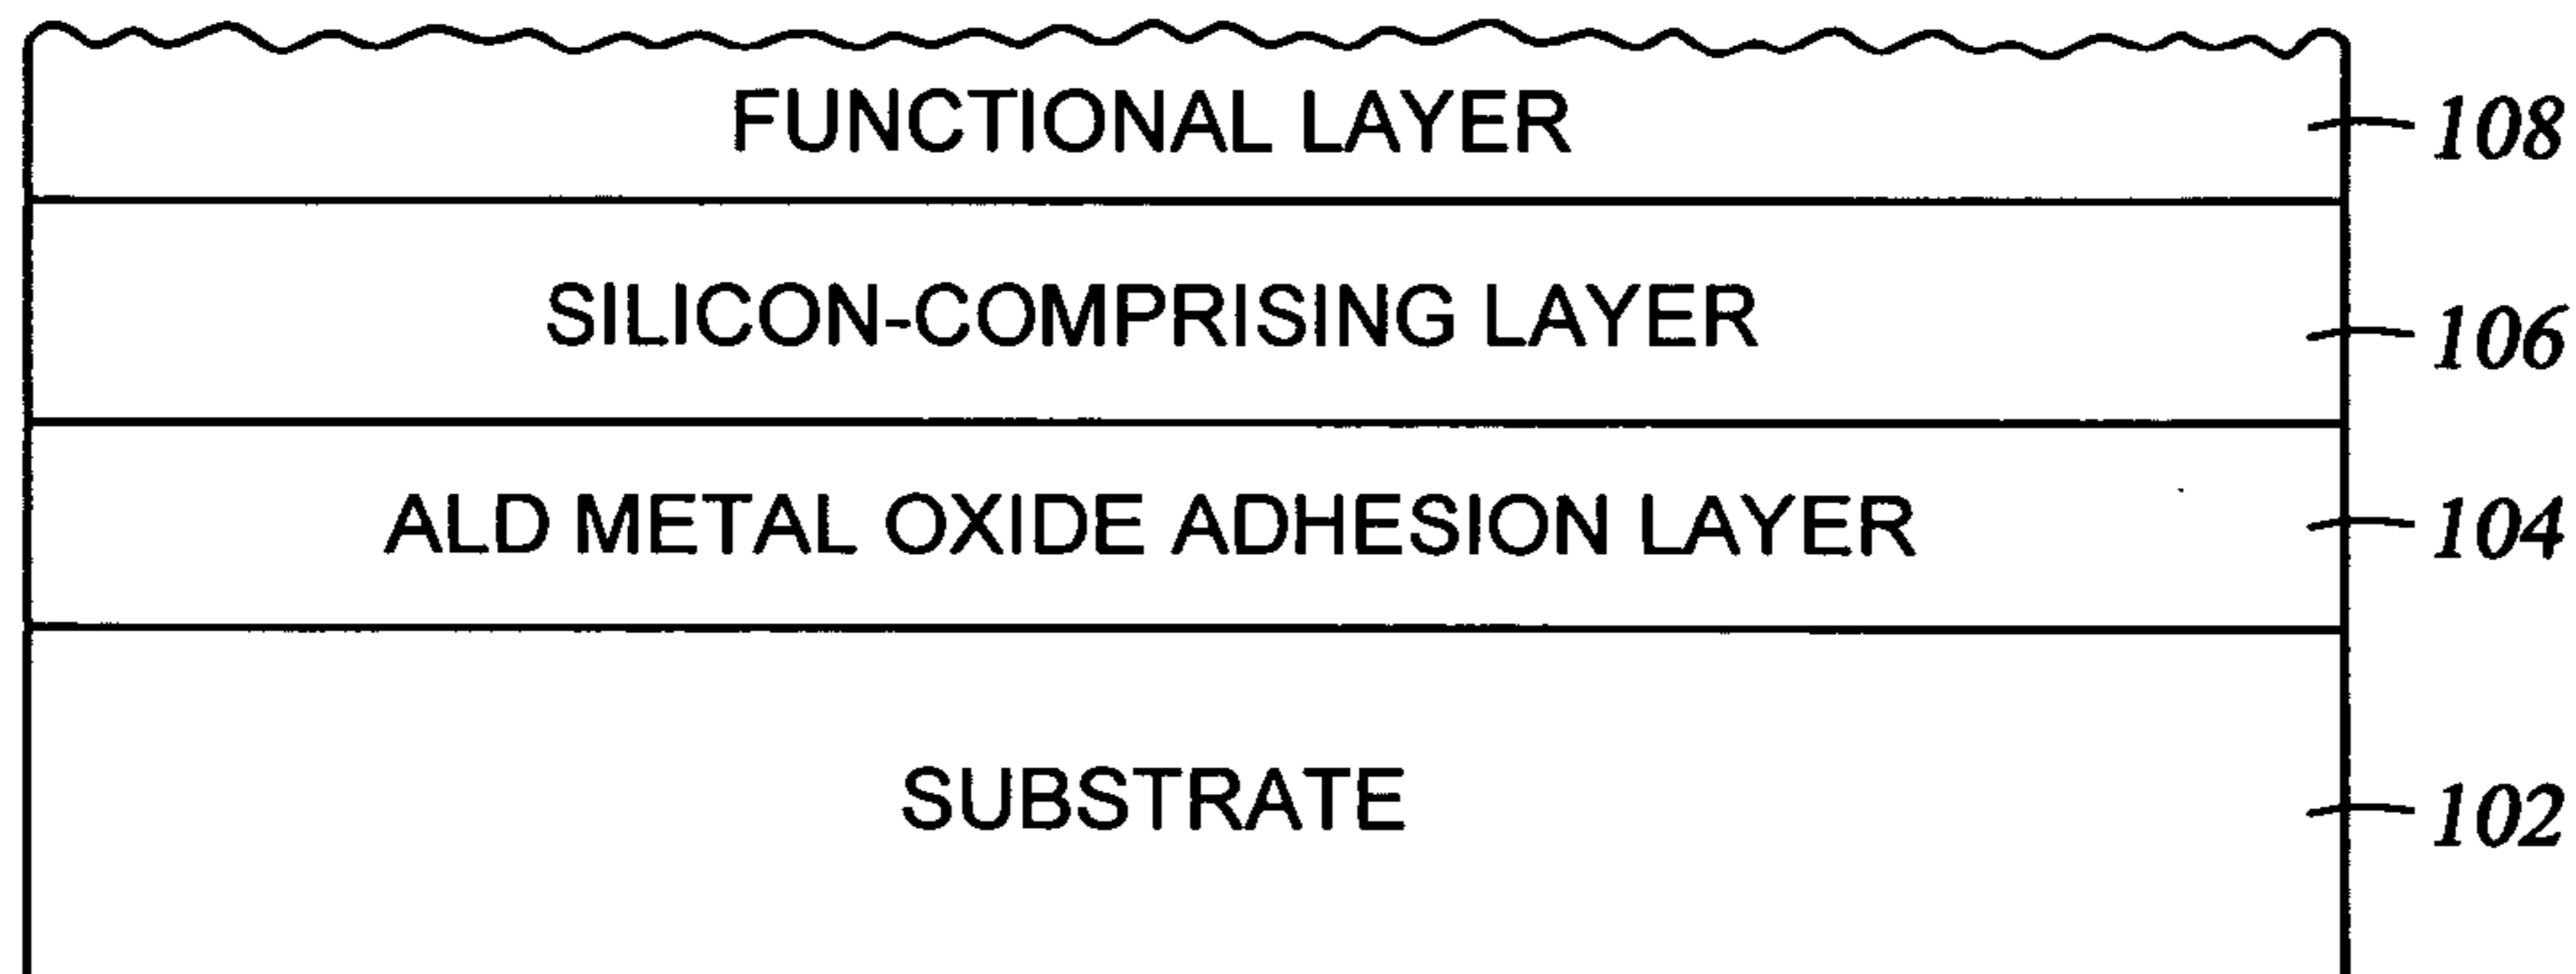 FUNCTIONAL LAYER 108
SILICON-COMPRISING LAYER 106
ALD METAL OXIDE ADHESION LAYER 104
SUBSTRATE 102